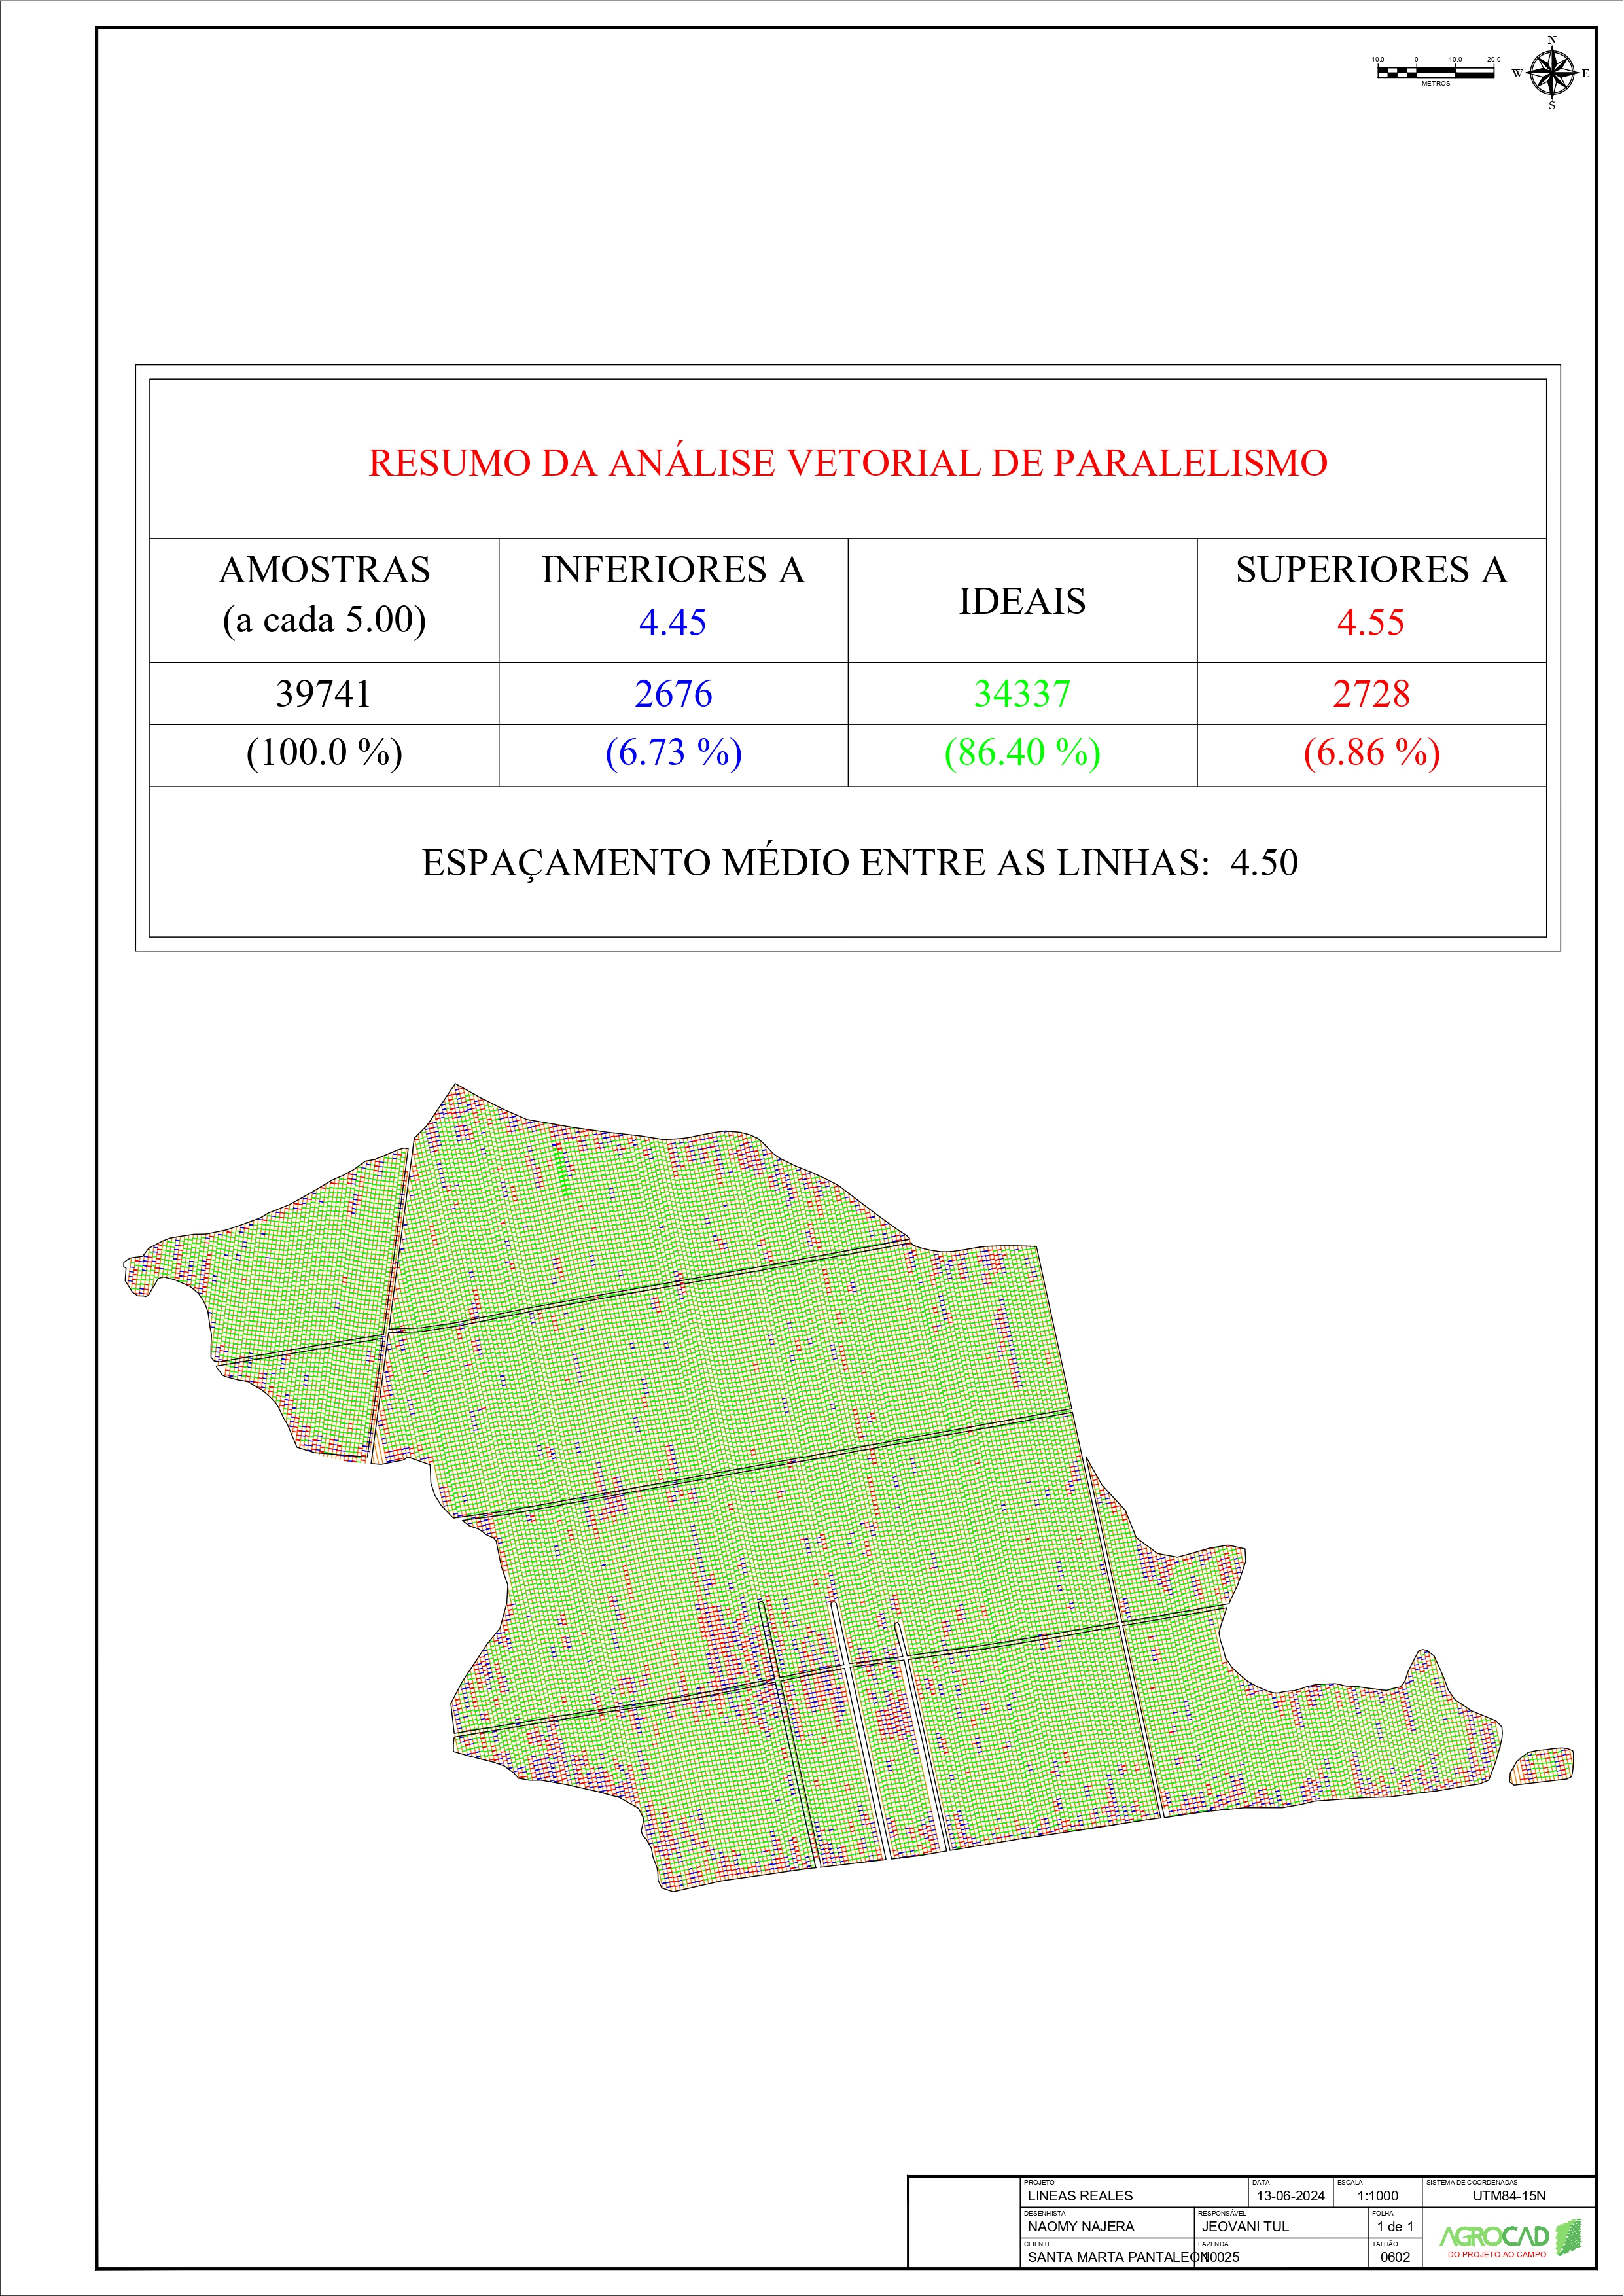 N
10.0 0 10.0 20.0
W E
METROS
S
RESUMO DA ANÁLISE VETORIAL DE PARALELISMO
AMOSTRAS
(a cada 5.00)
INFERIORES A
4.45
IDEAIS
SUPERIORES A
4.55
39741 2676 34337 2728
(100.0 %) (6.73 %) (86.40 %) (6.86 %)
ESPAÇAMENTO MÉDIO ENTRE AS LINHAS: 4.50
PROJETO
LINEAS REALES
DATA
13-06-2024
ESCALA
1:1000
SISTEMA DE COORDENADAS
UTM84-15N
DESENHISTA
NAOMY NAJERA
RESPONSÁVEL
JEOVANI TUL
FOLHA
1 de 1
CLIENTE
SANTA MARTA PANTALEON
FAZENDA
10025
TALHÃO
0602
AGROCAD
DO PROJETO AO CAMPO